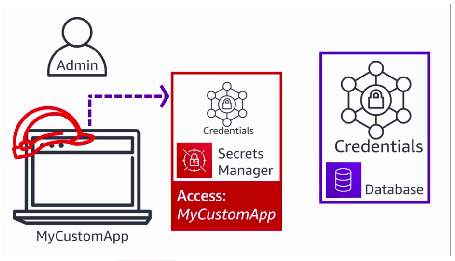 Admin
MyCustomApp
Credentials
Secrets
Manager
Access:
MyCustomApp
Credentials
Database